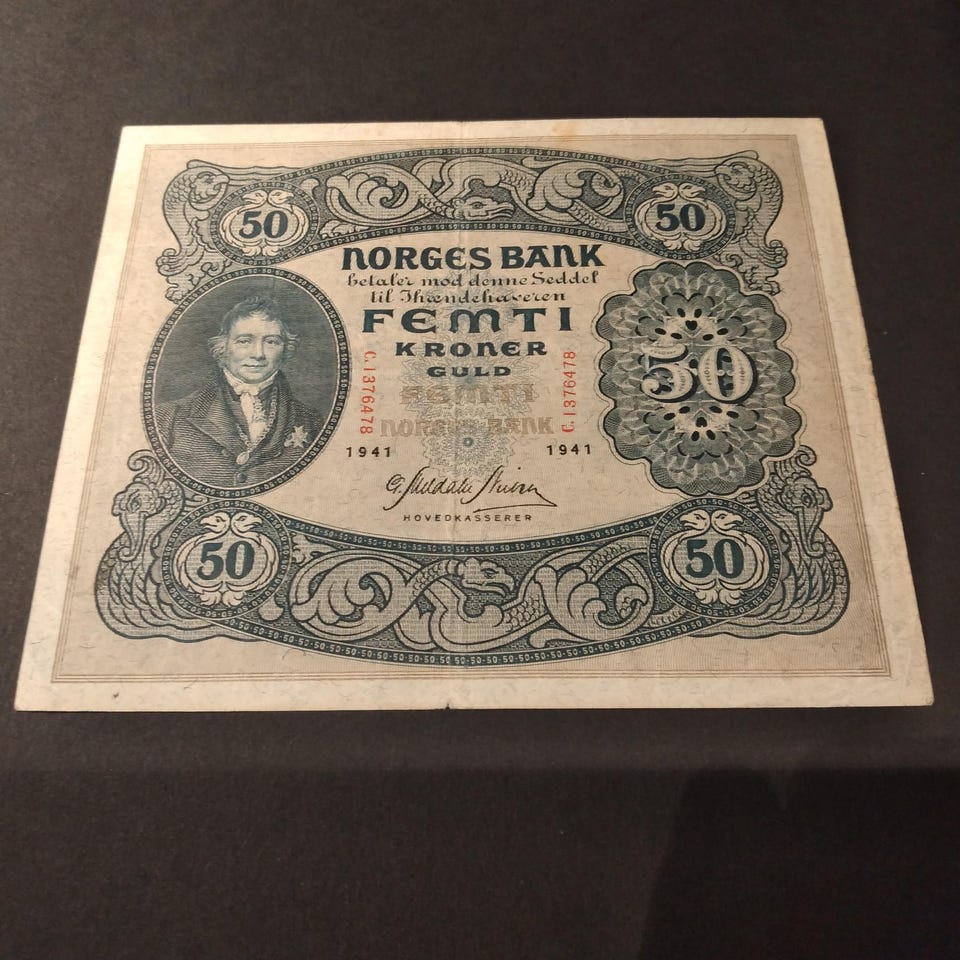 50
50
NORGES BANK
betaler mod denne Seddel
til Ihændehaveren
FEMTI
KRONER
GULD
FEMTI
NORGES BANK
50
C.1376478
C.1376478
1941
1941
HOVEDKASSERER
50
50